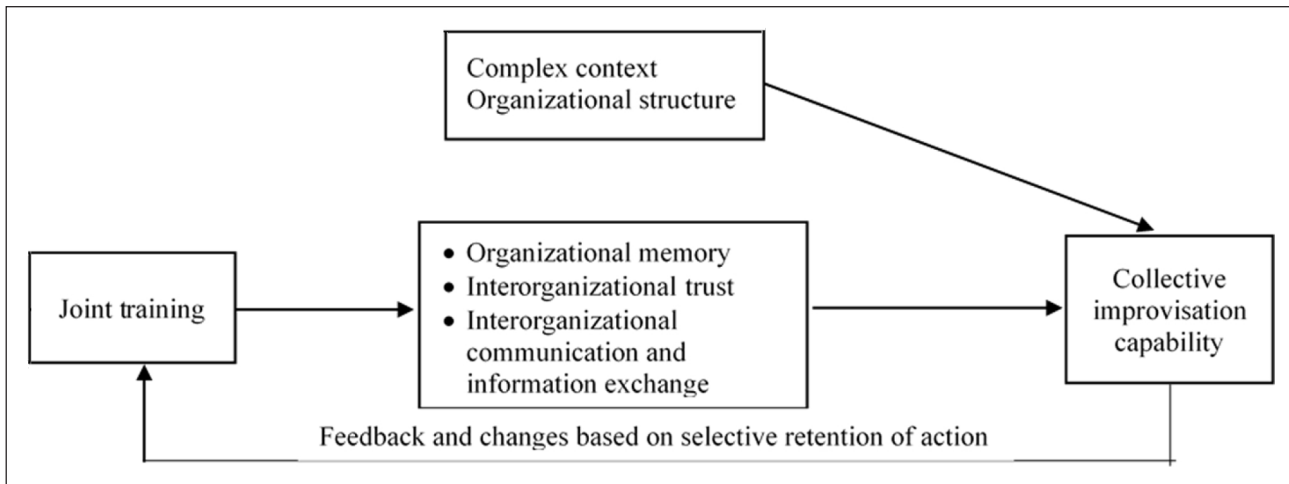 Complex context
Organizational structure
Joint training
• Organizational memory
• Interorganizational trust
• Interorganizational
communication and
information exchange
Collective
improvisation
capability
Feedback and changes based on selective retention of action